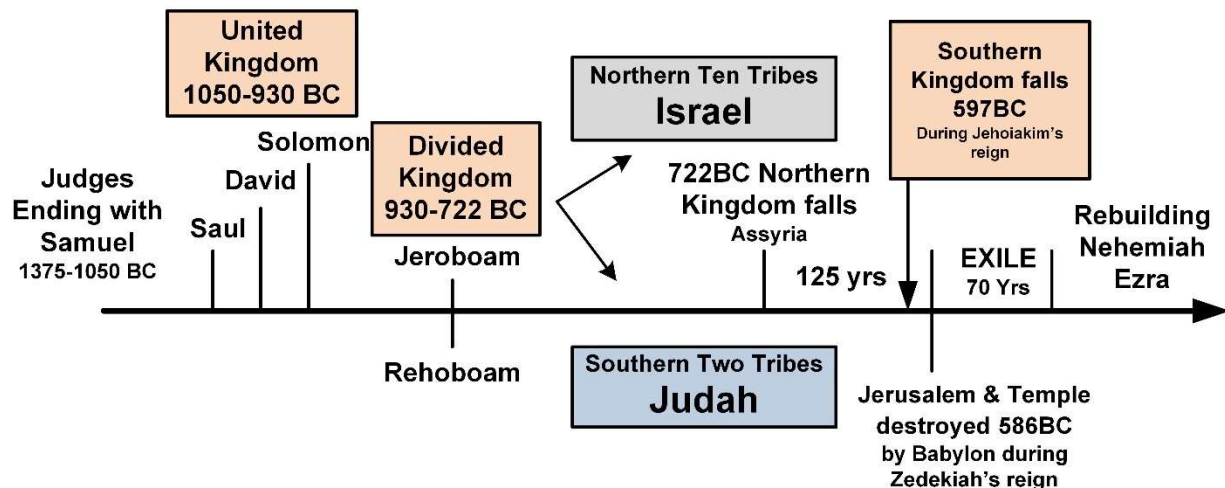 United
Kingdom
1050-930 BC
Judges
Ending with
Samuel
1375-1050 BC
Saul
David
Solomon
Divided
Kingdom
930-722 BC
Jeroboam
Rehoboam
Northern Ten Tribes
Israel
Southern Two Tribes
Judah
722BC Northern
Kingdom falls
Assyria
125 yrs
Southern
Kingdom falls
597BC
During Jehoiakim's
reign
EXILE
70 Yrs
Jerusalem & Temple
destroyed 586BC
by Babylon during
Zedekiah's reign
Rebuilding
Nehemiah
Ezra